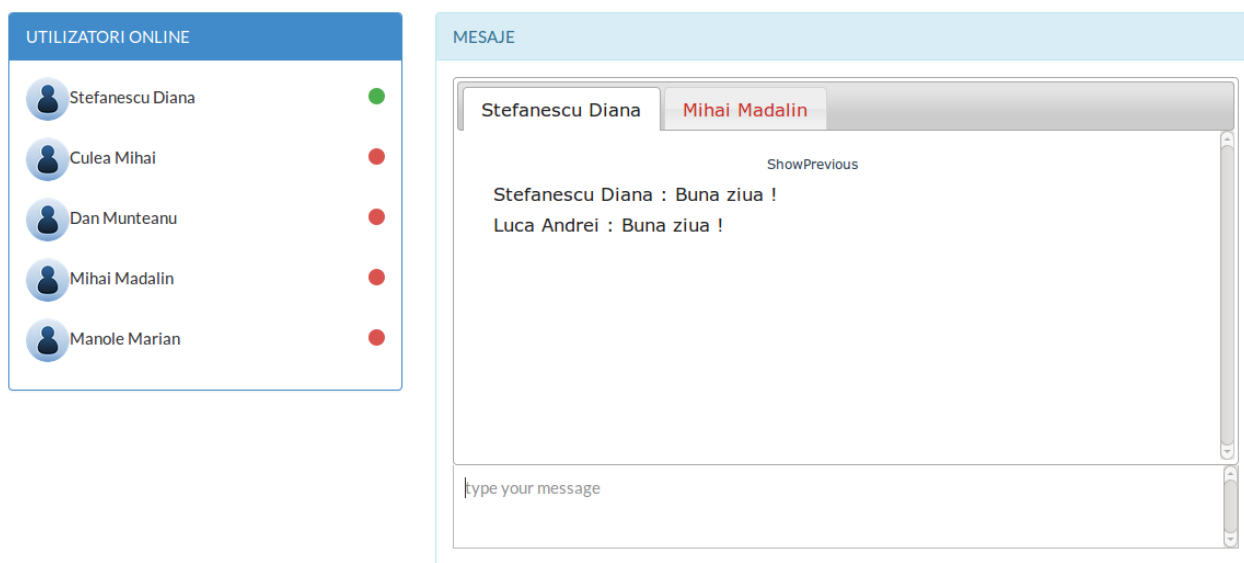 UTILIZATORI ONLINE
Stefanescu Diana
Culea Mihai
Dan Munteanu
Mihai Madalin
Manole Marian
MESAJE
Stefanescu Diana
Mihai Madalin
ShowPrevious
Stefanescu Diana : Buna ziua !
Luca Andrei : Buna ziua !
type your message